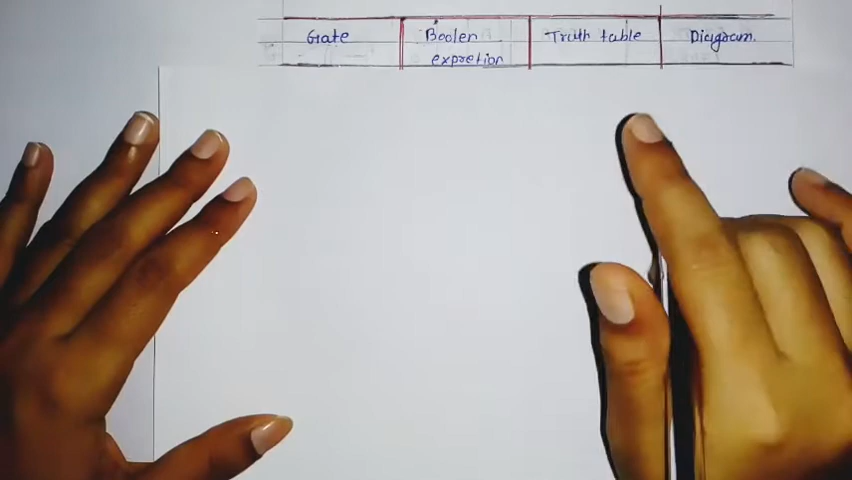 Gate
Boolen
expretion
Truth table
Diagram.